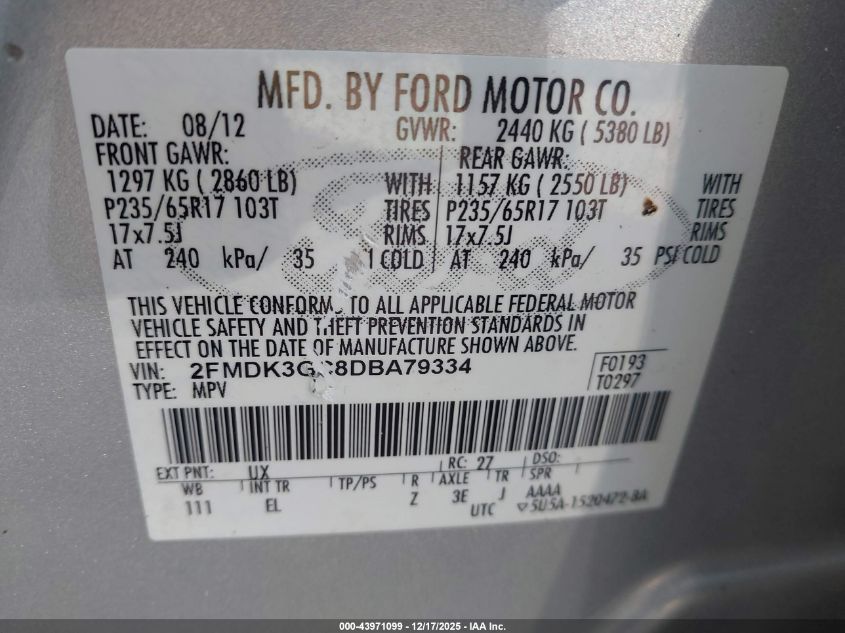 MFD. BY FORD MOTOR CO.
DATE: 08/12 GVWR: 2440 KG ( 5380 LB)
FRONT GAWR: REAR GAWR:
1297 KG ( 2860 LB) WITH 1157 KG ( 2550 LB) WITH
P235/65R17 103T TIRES P235/65R17 103T TIRES
17x7.5J RIMS 17x7.5J RIMS
AT 240 kPa/ 35 COLD AT 240 kPa/ 35 PSI COLD
THIS VEHICLE CONFORMS TO ALL APPLICABLE FEDERAL MOTOR
VEHICLE SAFETY AND THEFT PREVENTION STANDARDS IN
EFFECT ON THE DATE OF MANUFACTURE SHOWN ABOVE.
VIN: 2FMDK3G 8DBA79334 F0193
TYPE: MPV T0297
EXT PNT: UX RC: 27 DSO:
WB INT TR TP/PS R AXLE TR SPR
111 EL Z 3E J AAAA
UTC 5U5A-1520472-BA
000-43971099 — 12/17/2025 — IAA Inc.